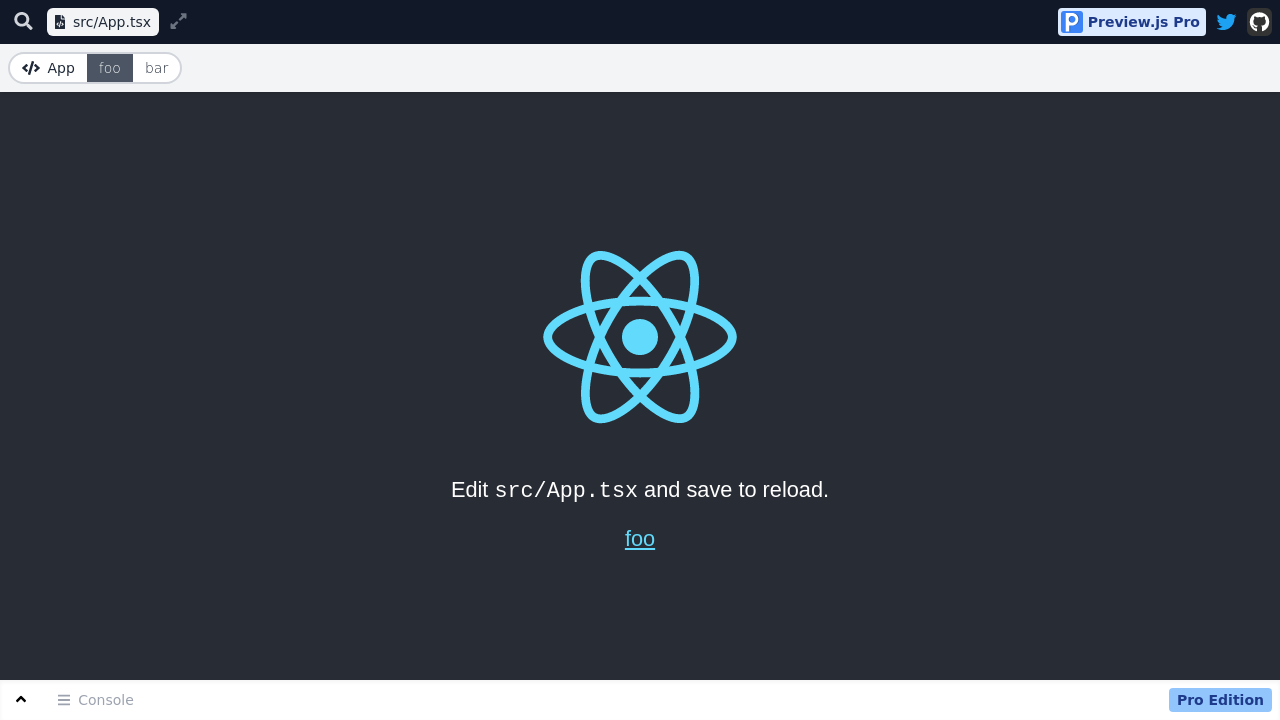 src/App.tsx
Preview.js Pro
App foo bar
Edit src/App.tsx and save to reload.
foo
Console
Pro Edition